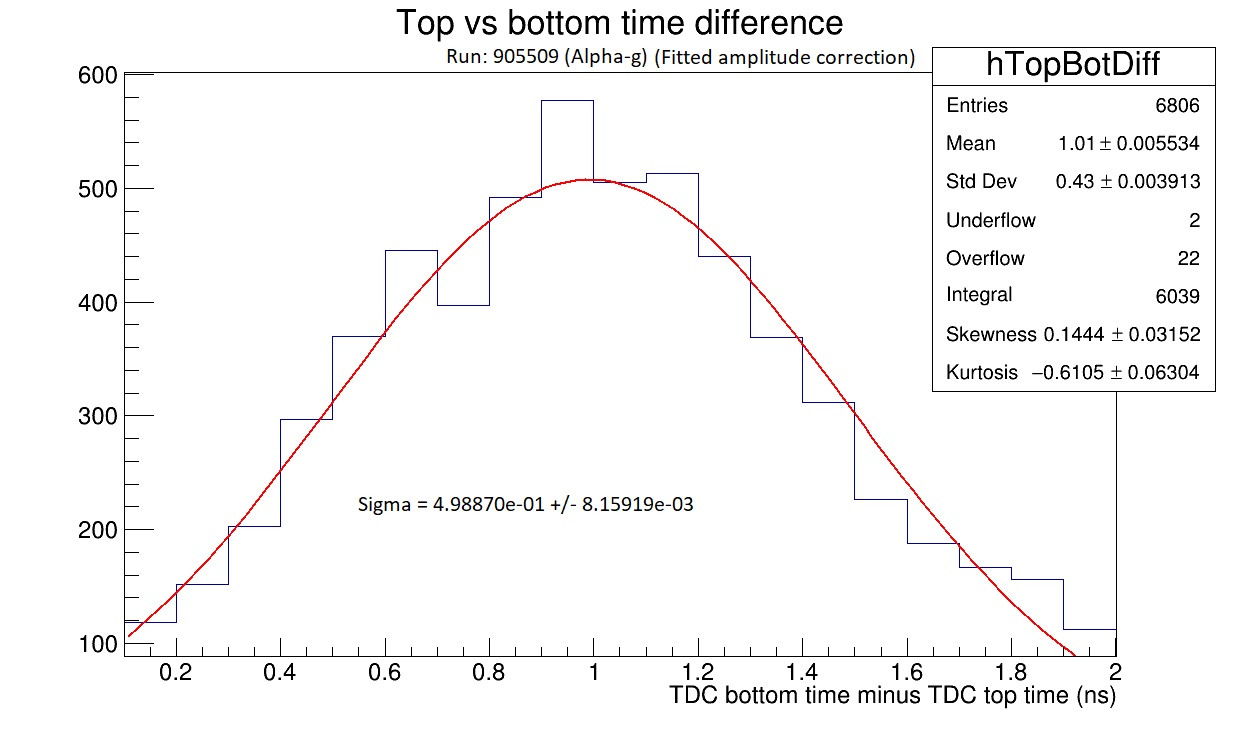 Top vs bottom time difference
Run: 905509 (Alpha-g) (Fitted amplitude correction)
hTopBotDiff
Entries 6806
Mean 1.01 ± 0.005534
Std Dev 0.43 ± 0.003913
Underflow 2
Overflow 22
Integral 6039
Skewness 0.1444 ± 0.03152
Kurtosis −0.6105 ± 0.06304
600
500
400
300
200
100
Sigma = 4.98870e-01 +/- 8.15919e-03
0.2 0.4 0.6 0.8 1 1.2 1.4 1.6 1.8 2
TDC bottom time minus TDC top time (ns)